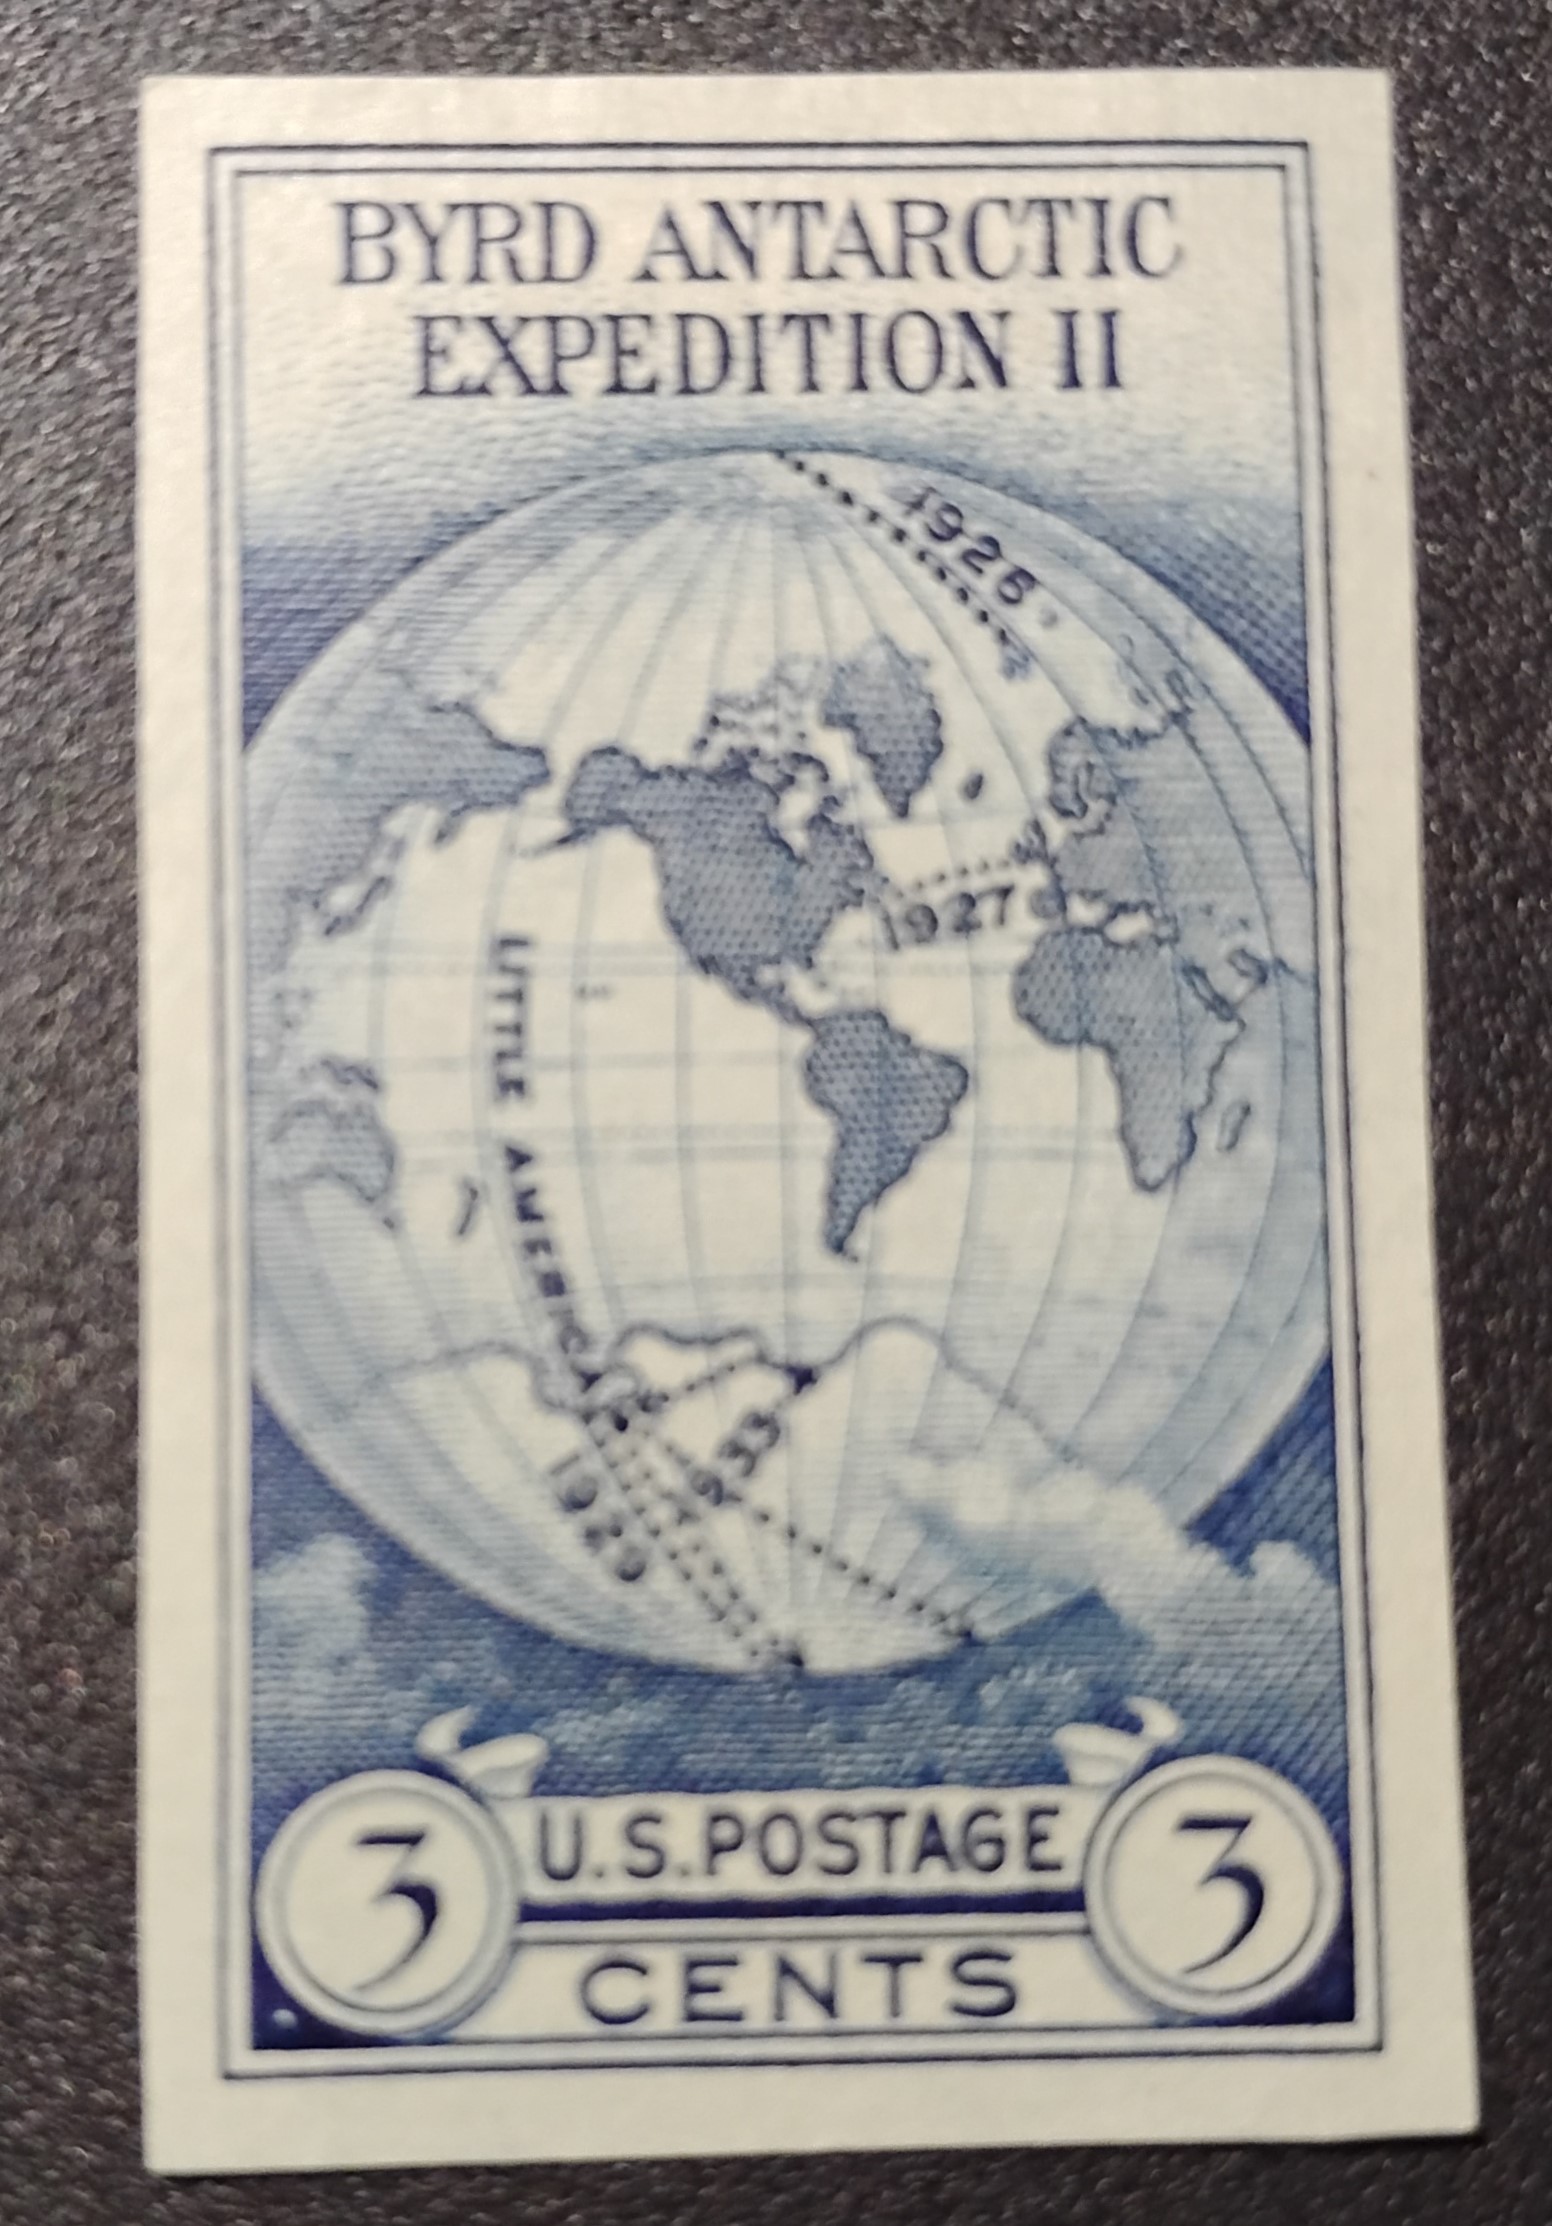 BYRD ANTARCTIC
EXPEDITION II
1926
1927
LITTLE AMERICA
1933
1929
3
U.S. POSTAGE
3
CENTS